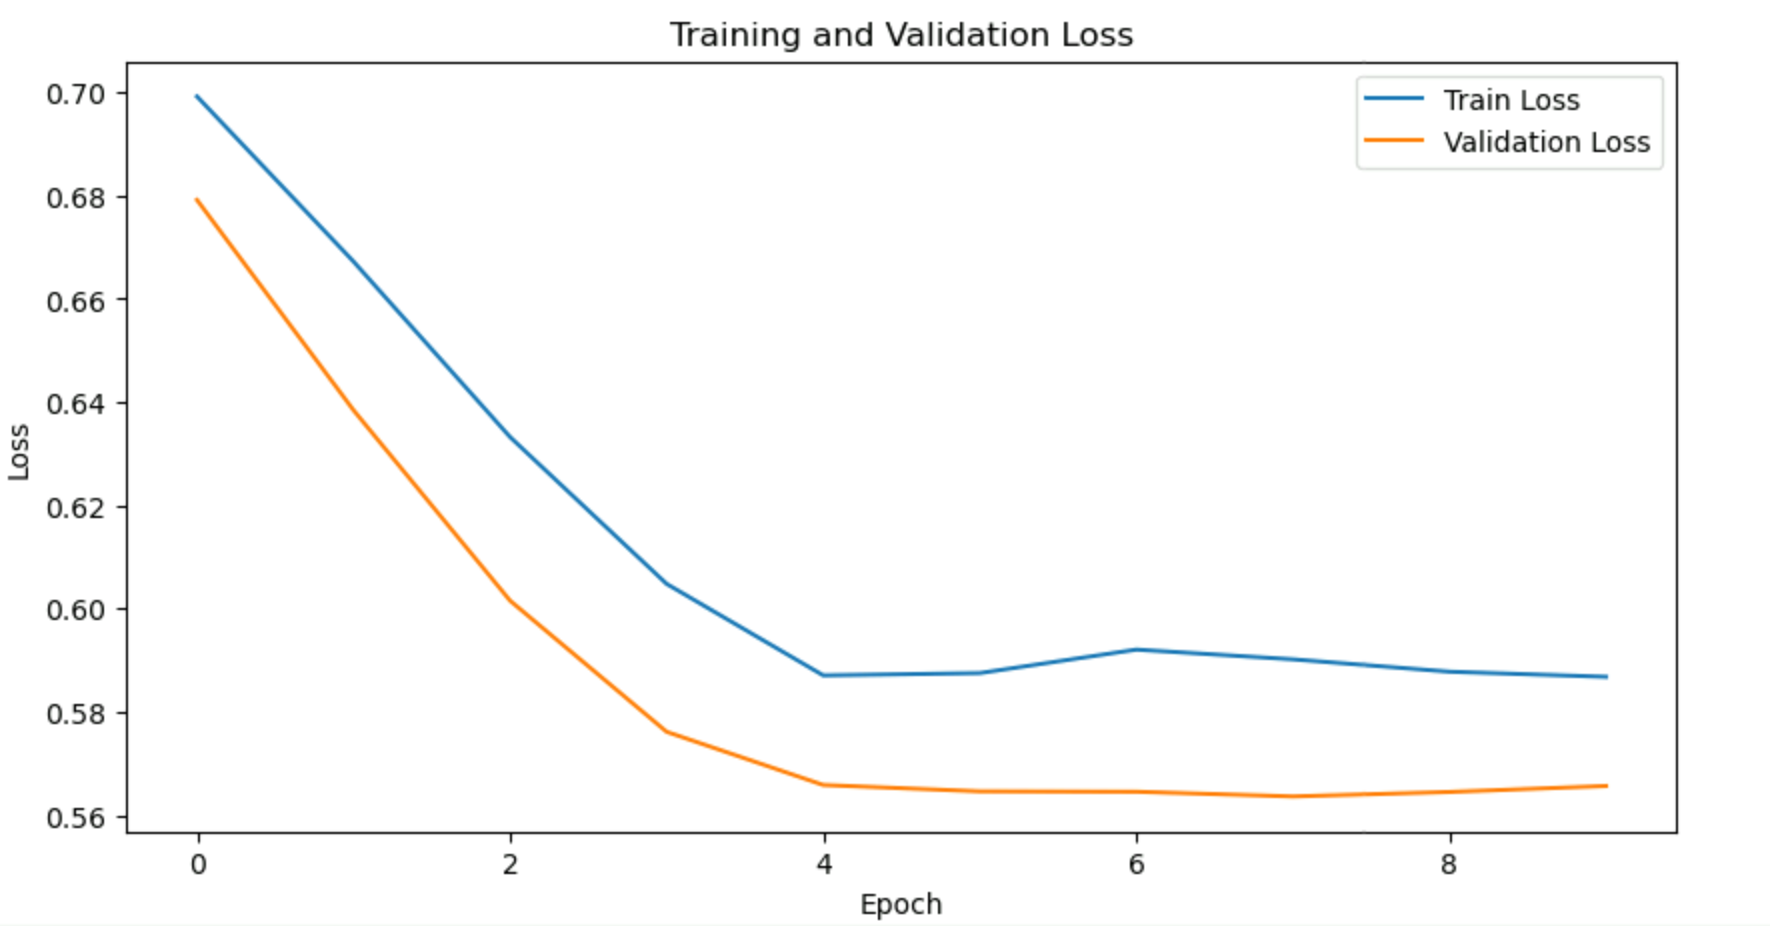 Training and Validation Loss
Train Loss
Validation Loss
0.70
0.68
0.66
0.64
0.62
0.60
0.58
0.56
Loss
0 2 4 6 8
Epoch